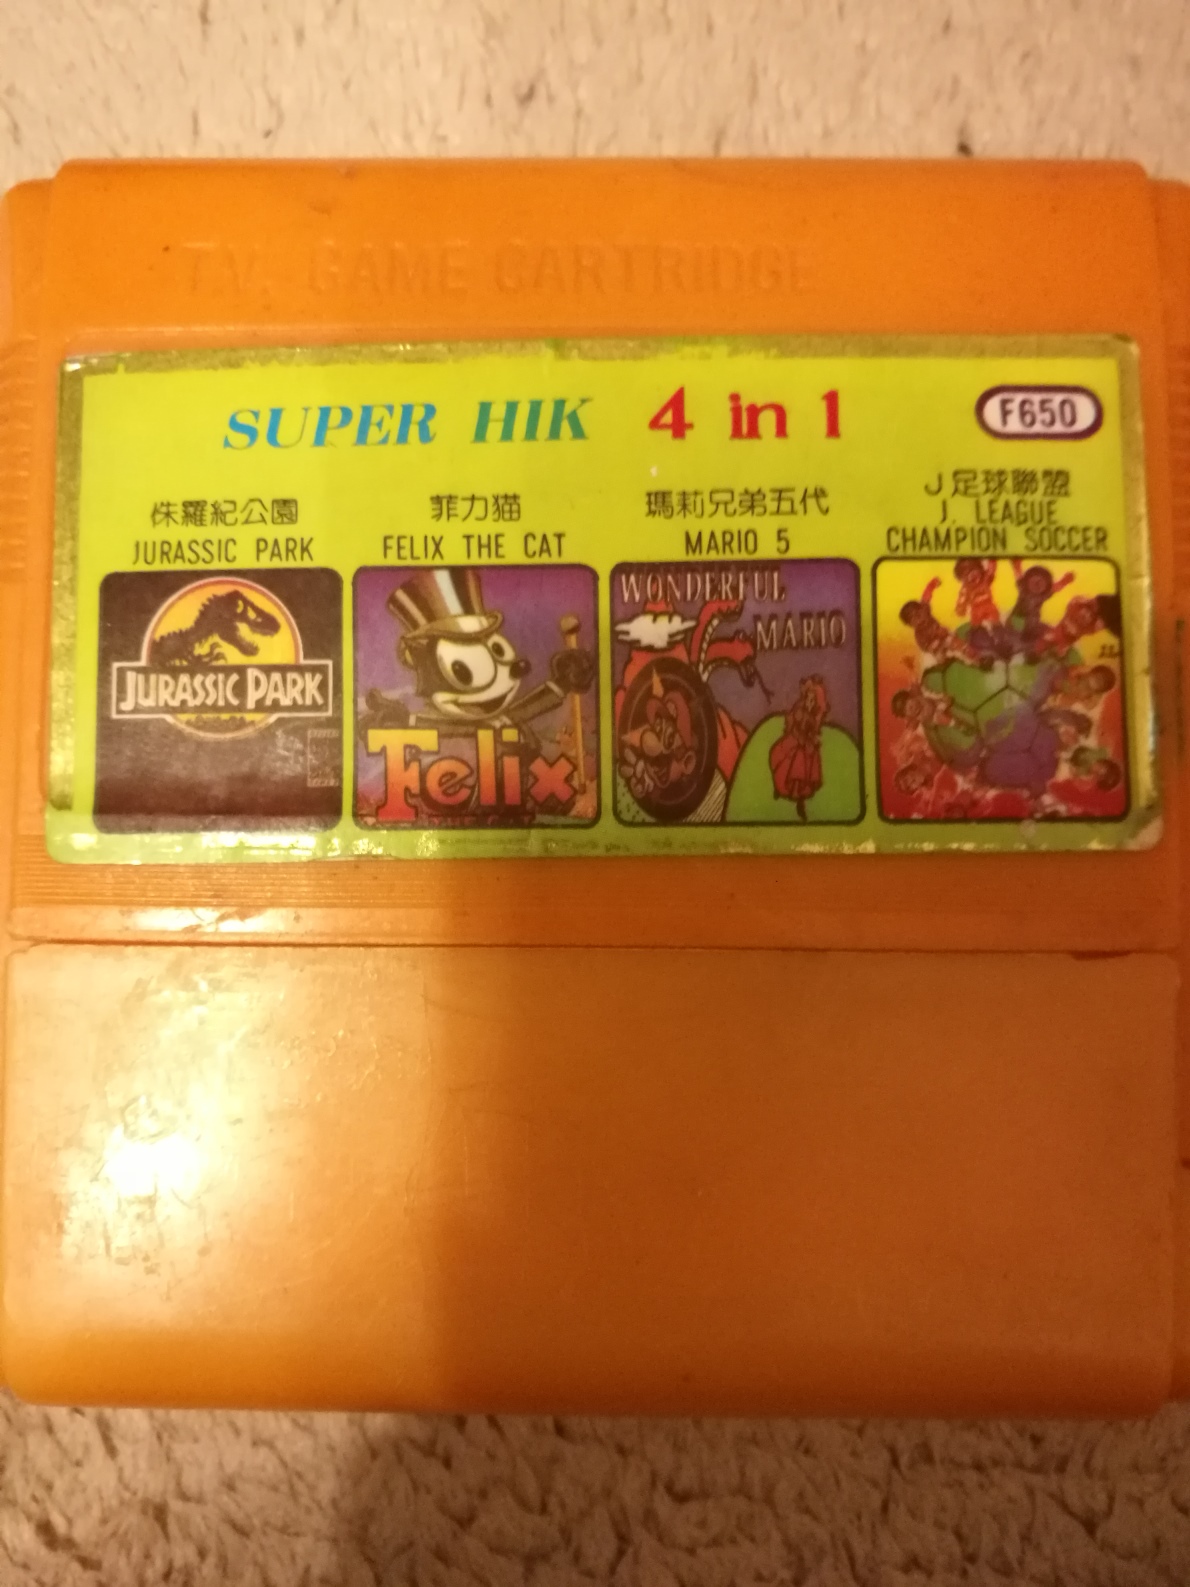 T.V. GAME CARTRIDGE
SUPER HIK 4 in 1
F650
侏羅紀公園
JURASSIC PARK
菲力猫
FELIX THE CAT
瑪莉兄弟五代
MARIO 5
J足球聯盟
J. LEAGUE
CHAMPION SOCCER
JURASSIC PARK
Felix
THE CAT
WONDERFUL
MARIO